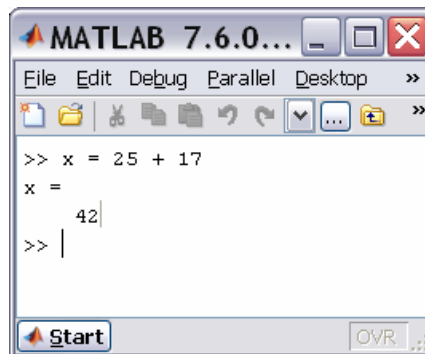 MATLAB 7.6.0...
File Edit Debug Parallel Desktop »
... »
>> x = 25 + 17
x =
42
>>
Start OVR